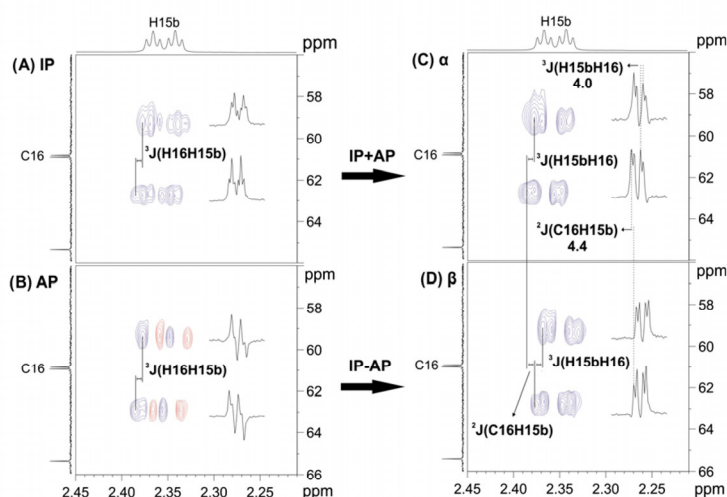 H15b
H15b
ppm
ppm
(A) IP
(C) α
³J(H15bH16)
4.0
58
58
60
60
C16
³J(H16H15b)
IP+AP
C16
³J(H15bH16)
62
62
²J(C16H15b)
4.4
64
64
ppm
ppm
(B) AP
(D) β
58
58
60
60
C16
³J(H16H15b)
IP-AP
C16
³J(H15bH16)
62
62
²J(C16H15b)
64
64
66
66
2.45 2.40 2.35 2.30 2.25 ppm
2.45 2.40 2.35 2.30 2.25 ppm